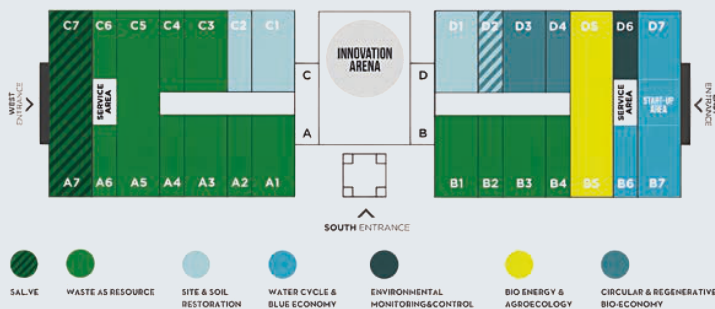 C7 C6 C5 C4 C3 C2 C1
INNOVATION
ARENA
D1 D2 D3 D4 D5 D6 D7
WEST
ENTRANCE
SERVICE
AREA
C
D
SERVICE
AREA
START-UP
AREA
ENTRANCE
A
B
A7 A6 A5 A4 A3 A2 A1
B1 B2 B3 B4 B5 B6 B7
SOUTH ENTRANCE
SAL.VE
WASTE AS RESOURCE
SITE & SOIL
RESTORATION
WATER CYCLE &
BLUE ECONOMY
ENVIRONMENTAL
MONITORING&CONTROL
BIO ENERGY &
AGROECOLOGY
CIRCULAR & REGENERATIVE
BIO-ECONOMY